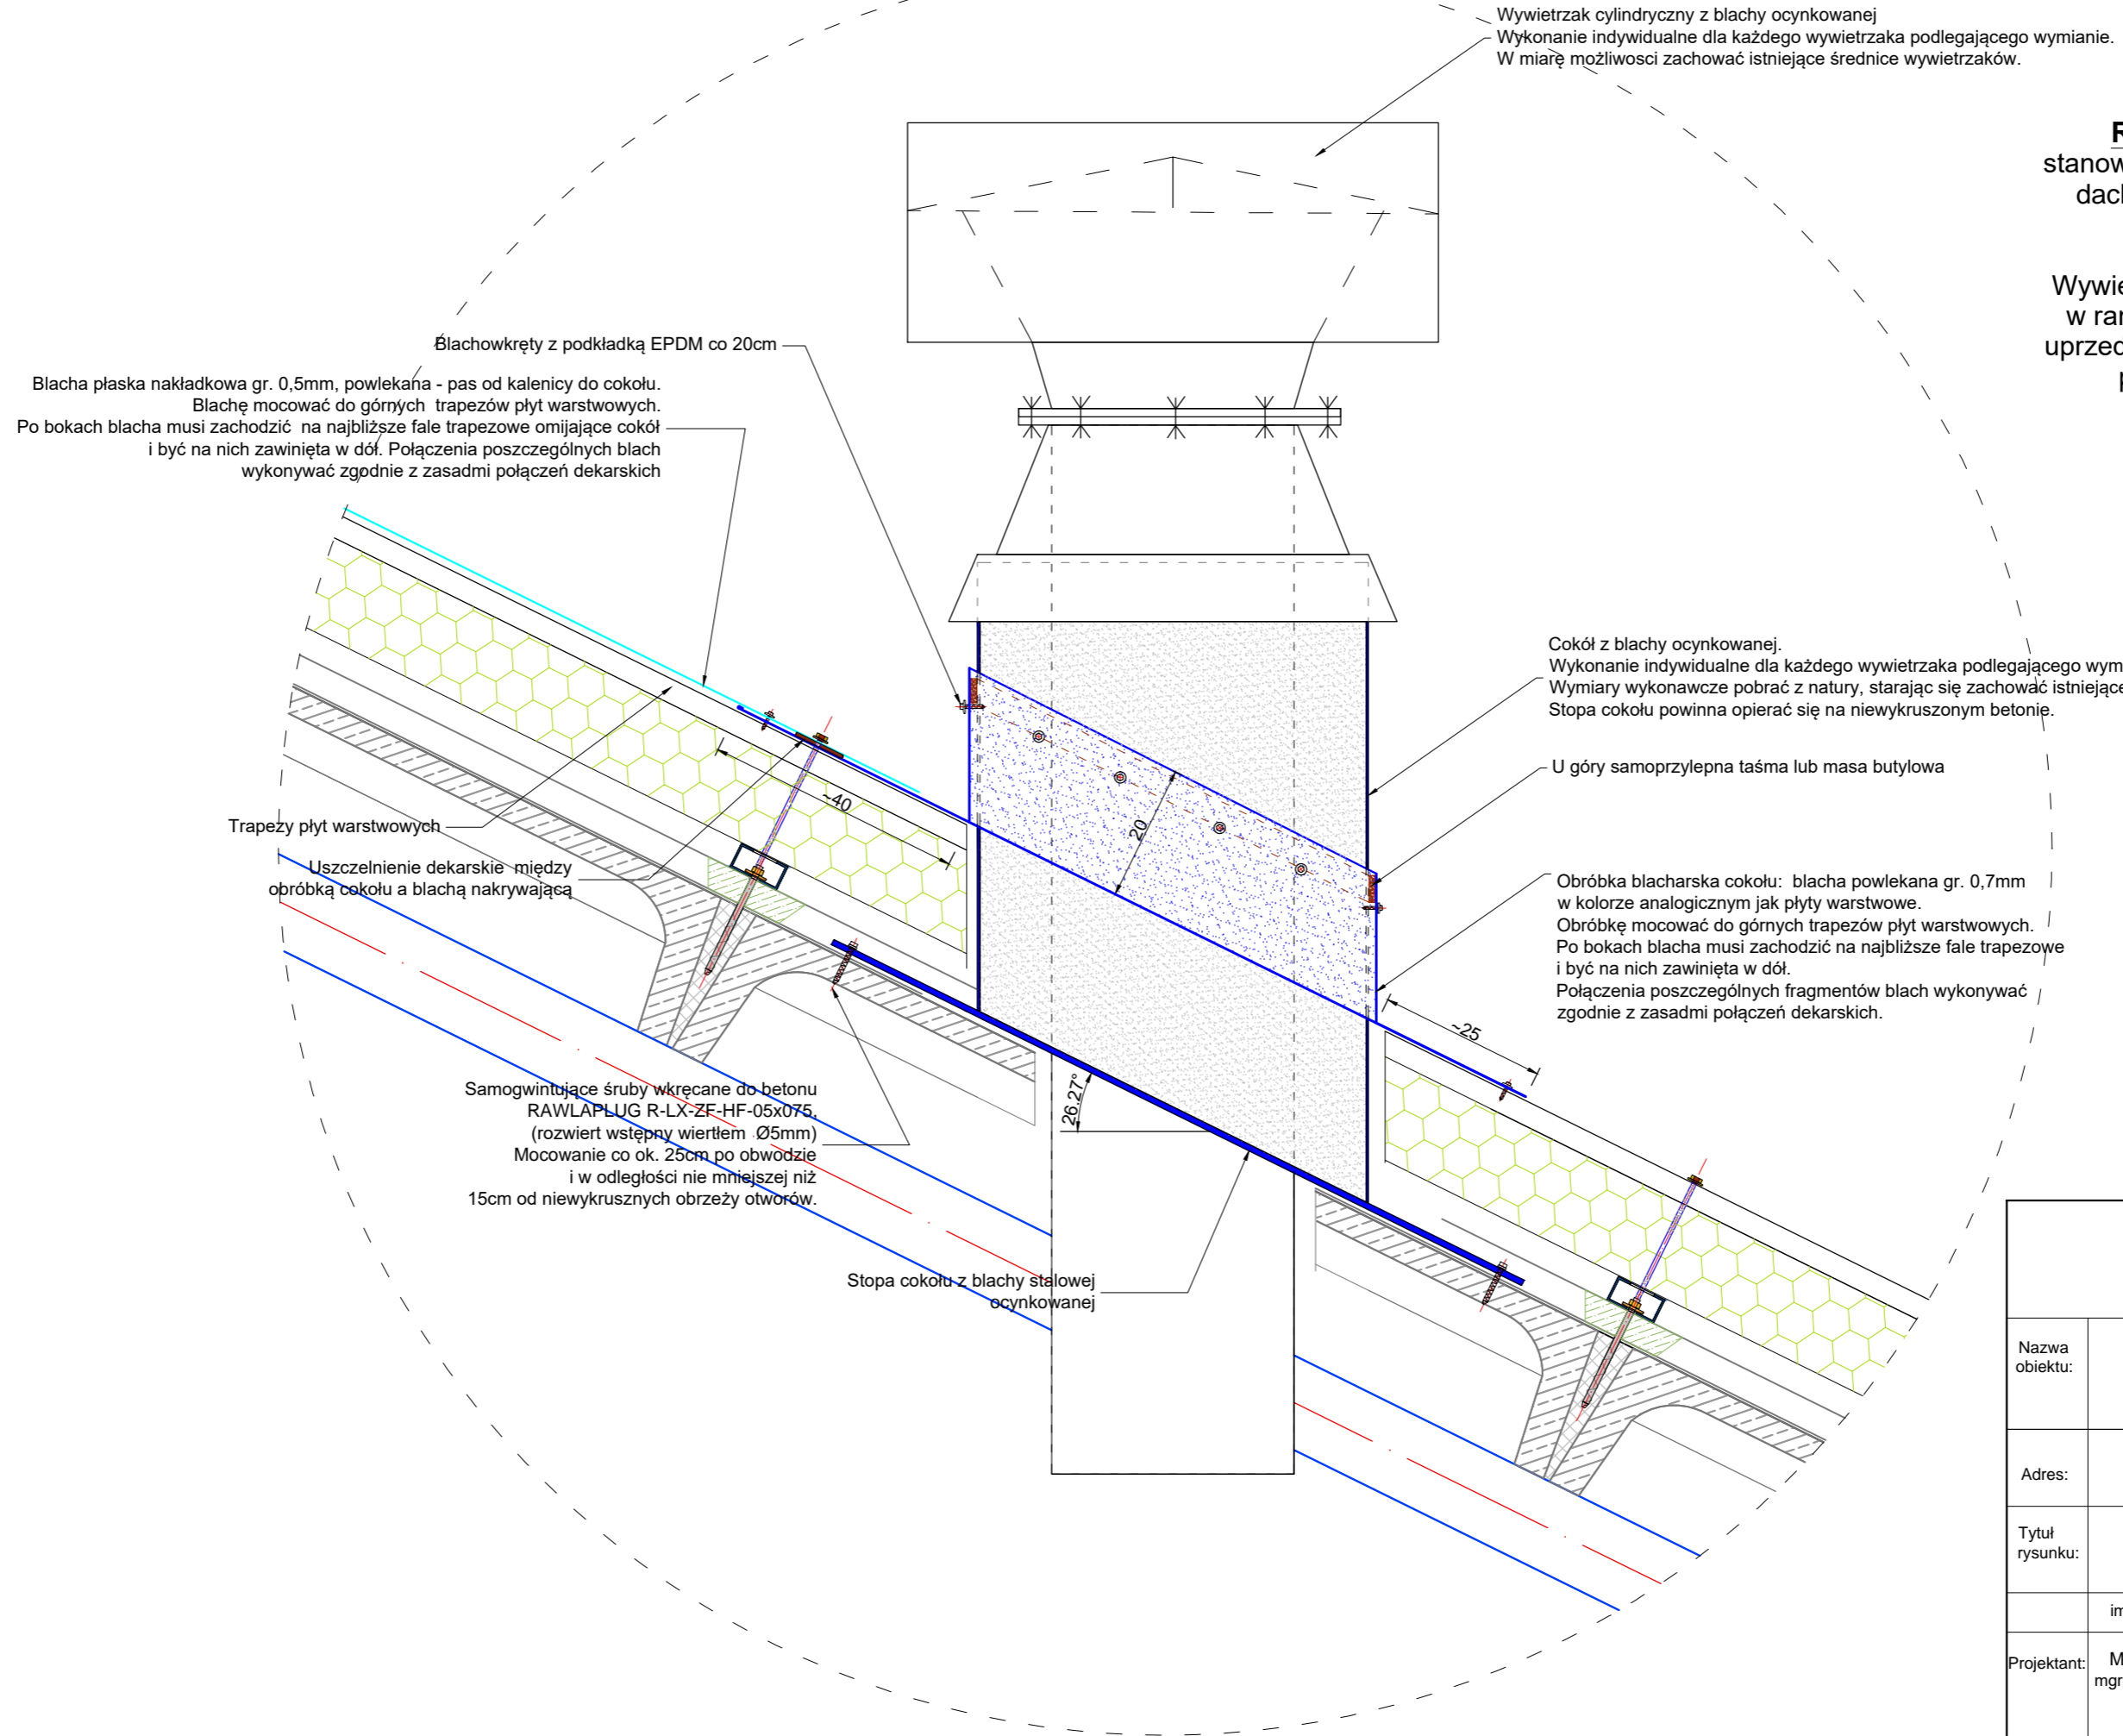 Wywietrzak cylindryczny z blachy ocynkowanej
Wykonanie indywidualne dla każdego wywietrzaka podlegającego wymianie.
W miarę możliwosci zachować istniejące średnice wywietrzaków.
R
stanow
dach
Wywie
w ran
uprzed
p
Blachowkręty z podkładką EPDM co 20cm
Blacha płaska nakładkowa gr. 0,5mm, powlekana - pas od kalenicy do cokołu.
Blachę mocować do górnych trapezów płyt warstwowych.
Po bokach blacha musi zachodzić na najbliższe fale trapezowe omijające cokół
i być na nich zawinięta w dół. Połączenia poszczególnych blach
wykonywać zgodnie z zasadmi połączeń dekarskich
Cokół z blachy ocynkowanej.
Wykonanie indywidualne dla każdego wywietrzaka podlegającego wym
Wymiary wykonawcze pobrać z natury, starając się zachować istniejące
Stopa cokołu powinna opierać się na niewykruszonym betonie.
U góry samoprzylepna taśma lub masa butylowa
~40
20
Trapezy płyt warstwowych
Uszczelnienie dekarskie między
obróbką cokołu a blachą nakrywającą
Obróbka blacharska cokołu: blacha powlekana gr. 0,7mm
w kolorze analogicznym jak płyty warstwowe.
Obróbkę mocować do górnych trapezów płyt warstwowych.
Po bokach blacha musi zachodzić na najbliższe fale trapezowe
i być na nich zawinięta w dół.
Połączenia poszczególnych fragmentów blach wykonywać
zgodnie z zasadmi połączeń dekarskich.
~25
26.27°
Samogwintujące śruby wkręcane do betonu
RAWLAPLUG R-LX-ZF-HF-05x075,
(rozwiert wstępny wiertłem Ø5mm)
Mocowanie co ok. 25cm po obwodzie
i w odległości nie mniejszej niż
15cm od niewykrusznych obrzeży otworów.
Stopa cokołu z blachy stalowej
ocynkowanej
Nazwa
obiektu:
Adres:
Tytuł
rysunku:
im
Projektant:
M
mgr